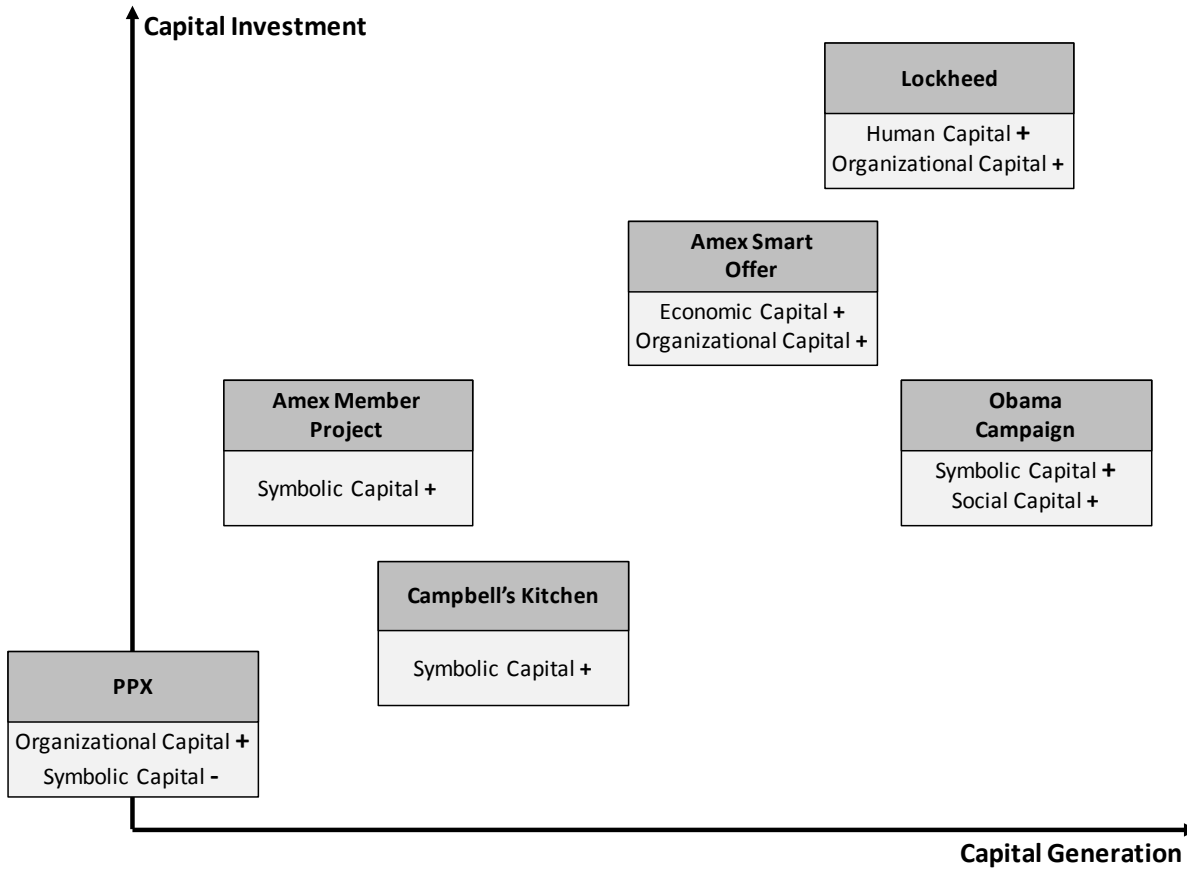 Capital Investment
Lockheed
Human Capital +
Organizational Capital +
Amex Smart
Offer
Economic Capital +
Organizational Capital +
Amex Member
Project
Symbolic Capital +
Obama
Campaign
Symbolic Capital +
Social Capital +
Campbell’s Kitchen
Symbolic Capital +
PPX
Organizational Capital +
Symbolic Capital -
Capital Generation